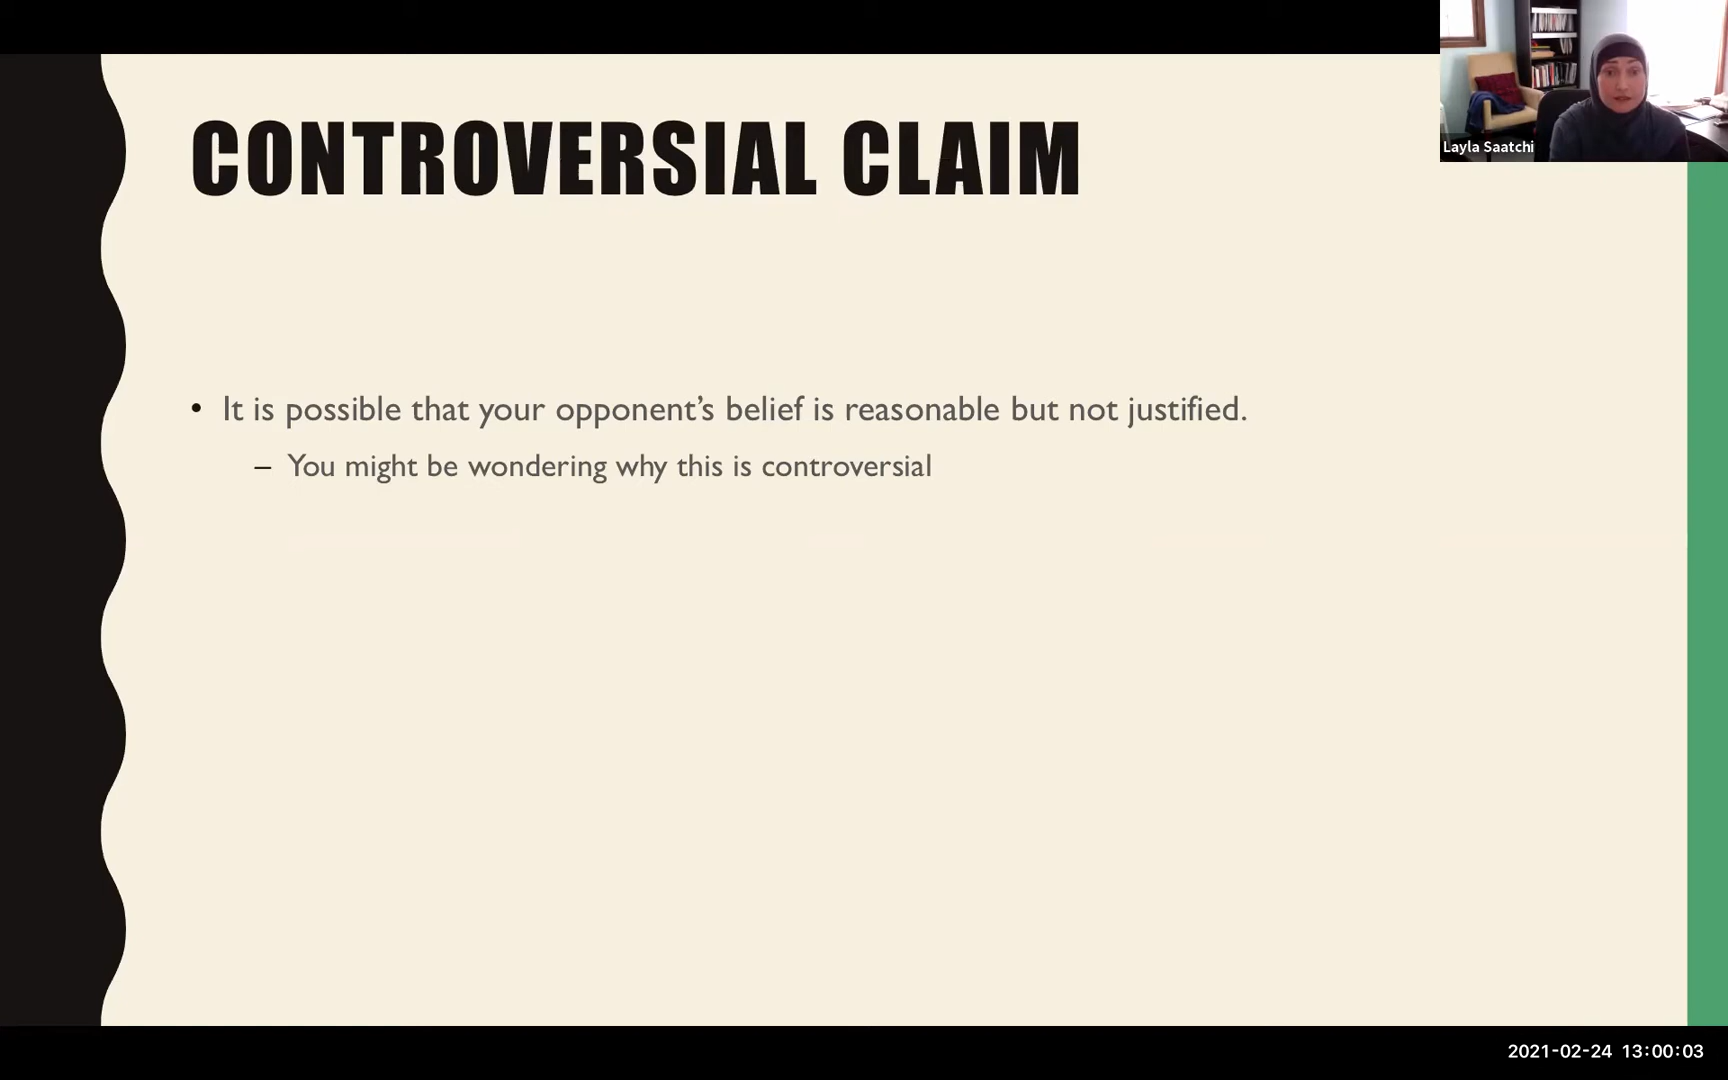 CONTROVERSIAL CLAIM
Layla Saatchi
• It is possible that your opponent’s belief is reasonable but not justified.
– You might be wondering why this is controversial
2021-02-24 13:00:03